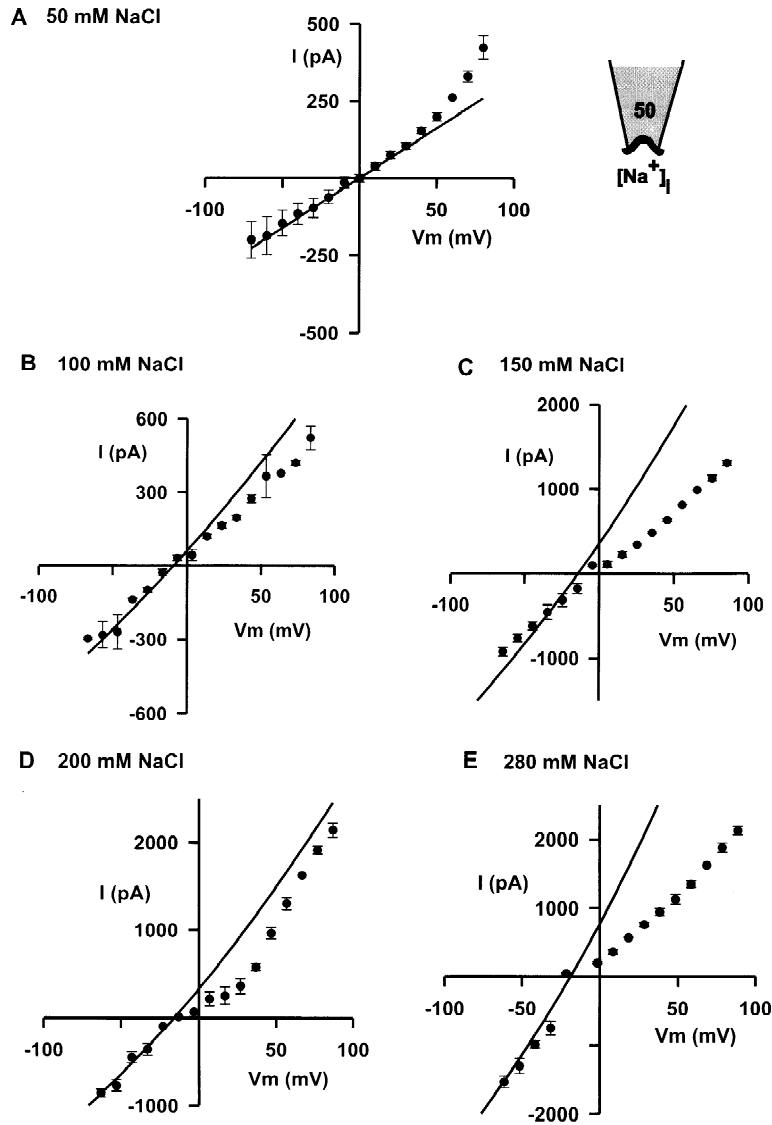 A 50 mM NaCl
500
I (pA)
250
50
[Na+]i
-100
50
100
Vm (mV)
-250
-500
B 100 mM NaCl
C 150 mM NaCl
600
I (pA)
300
-100
50
100
Vm (mV)
-300
-600
2000
I (pA)
1000
-100
50
100
Vm (mV)
-1000
D 200 mM NaCl
E 280 mM NaCl
2000
I (pA)
1000
-100
50
100
Vm (mV)
-1000
2000
I (pA)
1000
-100
-50
50
100
Vm (mV)
-2000